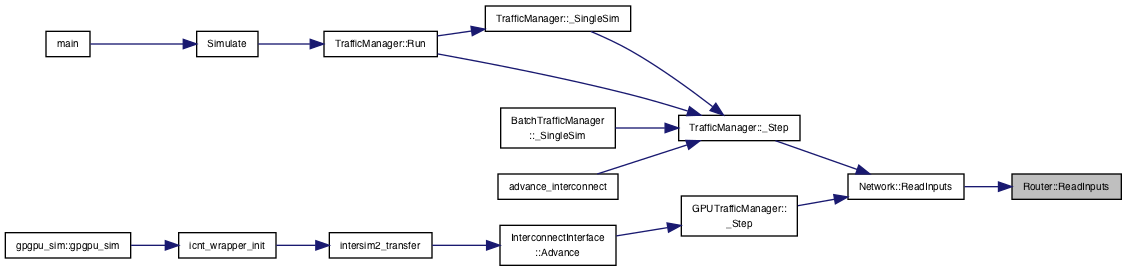 TrafficManager::_SingleSim
main
Simulate
TrafficManager::Run
BatchTrafficManager
::_SingleSim
TrafficManager::_Step
advance_interconnect
Network::ReadInputs
Router::ReadInputs
GPUTrafficManager::
_Step
gpgpu_sim::gpgpu_sim
icnt_wrapper_init
intersim2_transfer
InterconnectInterface
::Advance